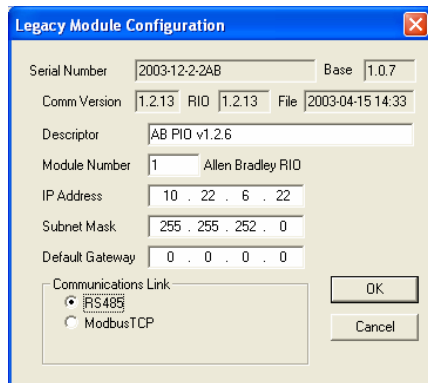 Legacy Module Configuration
Serial Number 2003-12-2-2AB Base 1.0.7
Comm Version 1.2.13 RIO 1.2.13 File 2003-04-15 14:33
Descriptor AB PIO v1.2.6
Module Number 1 Allen Bradley RIO
IP Address 10 . 22 . 6 . 22
Subnet Mask 255 . 255 . 252 . 0
Default Gateway 0 . 0 . 0 . 0
Communications Link
RS485
ModbusTCP
OK
Cancel